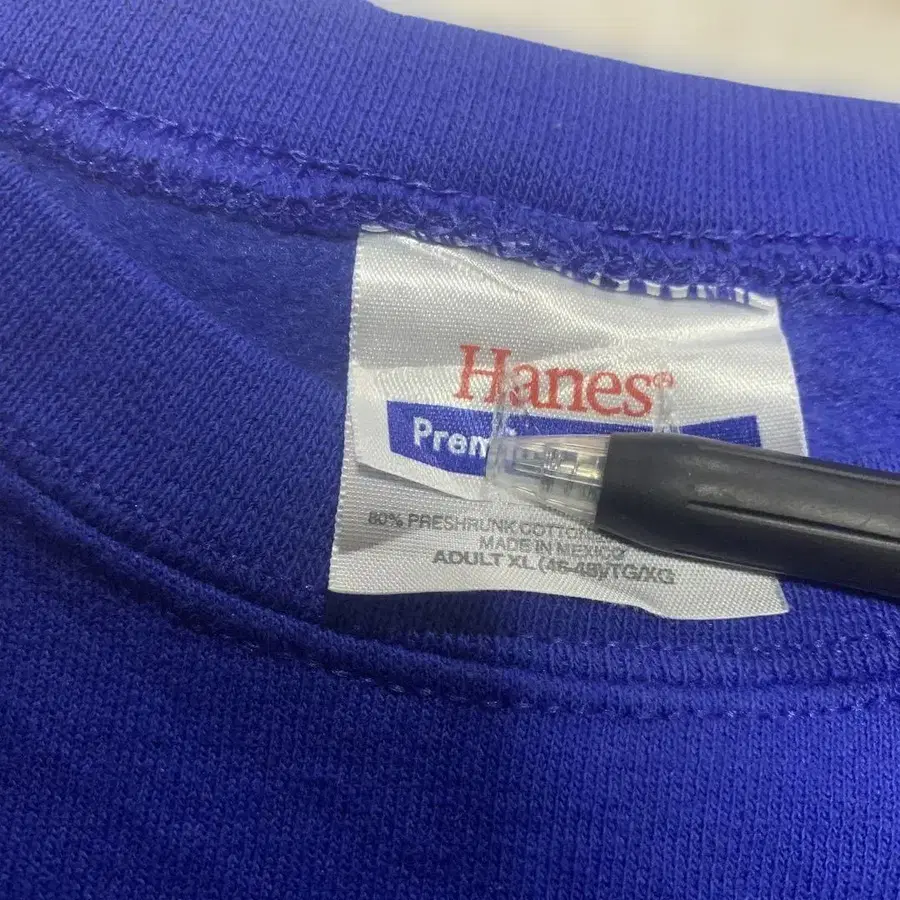 Hanes®
Prem
80% PRESHRUNK COTTON
MADE IN MEXICO
ADULT XL (46-48)/TG/XG